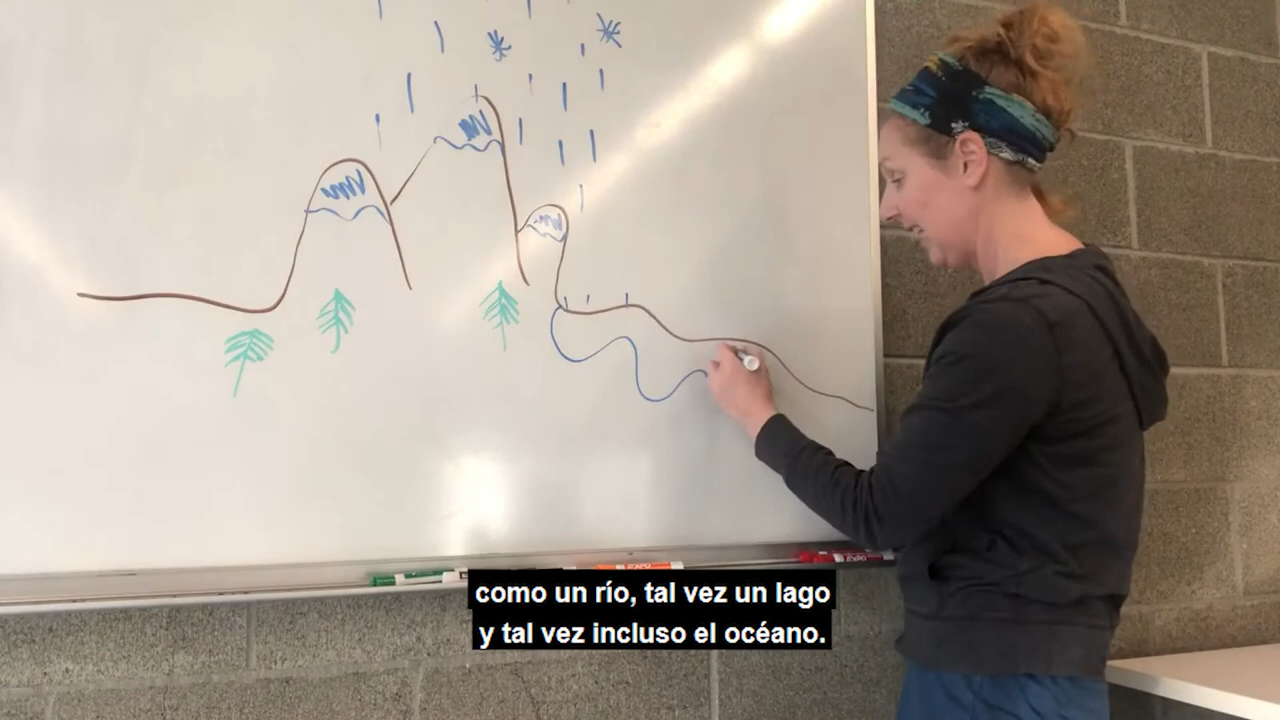 como un río, tal vez un lago
y tal vez incluso el océano.